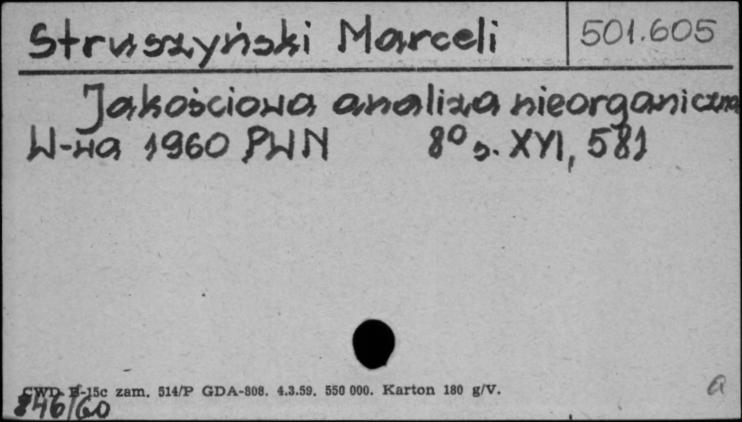 Struszyński Marceli 501.605
Jakościowa analiza nieorganiczna
W-wa 1960 PWN 8° s. XVI, 581
CWD B-15c zam. 514/P GDA-808. 4.3.59. 550 000. Karton 180 g/V.
846/60
a